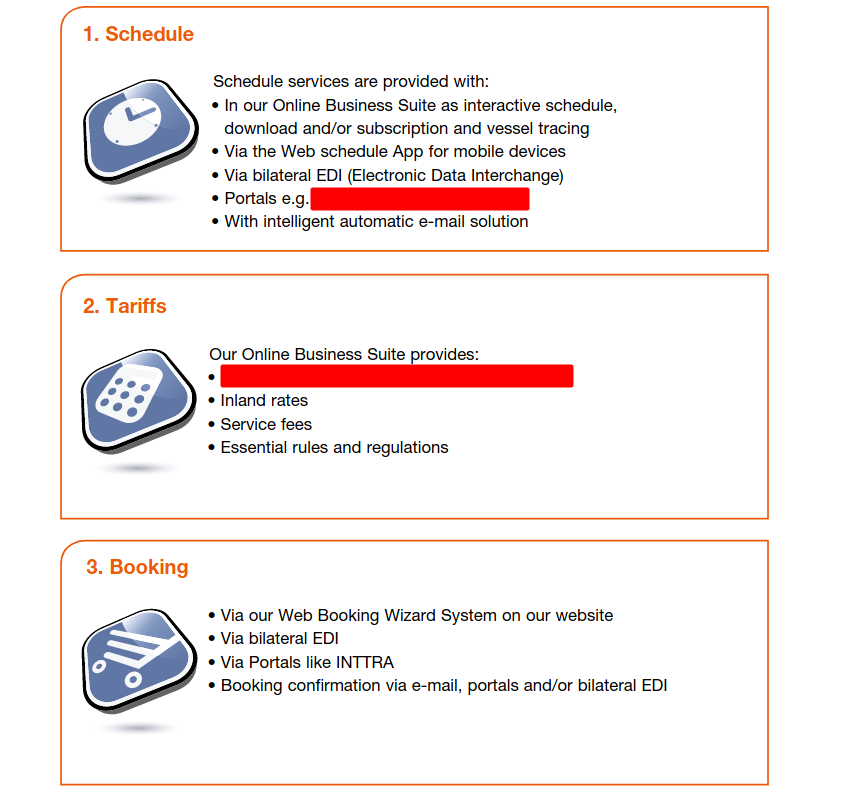 1. Schedule
Schedule services are provided with:
• In our Online Business Suite as interactive schedule,
download and/or subscription and vessel tracing
• Via the Web schedule App for mobile devices
• Via bilateral EDI (Electronic Data Interchange)
• Portals e.g.
• With intelligent automatic e-mail solution
2. Tariffs
Our Online Business Suite provides:
•
• Inland rates
• Service fees
• Essential rules and regulations
3. Booking
• Via our Web Booking Wizard System on our website
• Via bilateral EDI
• Via Portals like INTTRA
• Booking confirmation via e-mail, portals and/or bilateral EDI